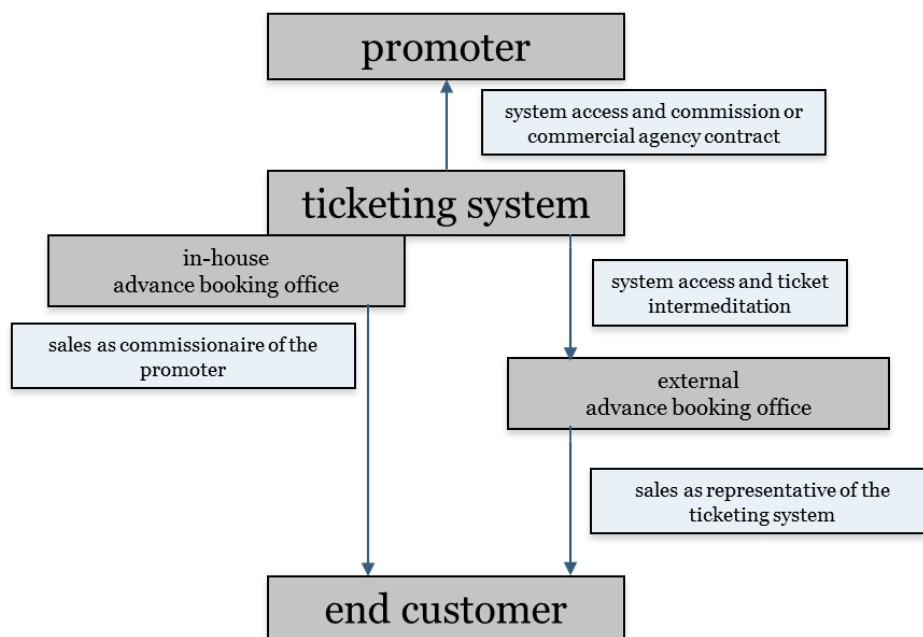 promoter
system access and commission or
commercial agency contract
ticketing system
in-house
advance booking office
system access and ticket
intermeditation
sales as commissionaire of the
promoter
external
advance booking office
sales as representative of the
ticketing system
end customer